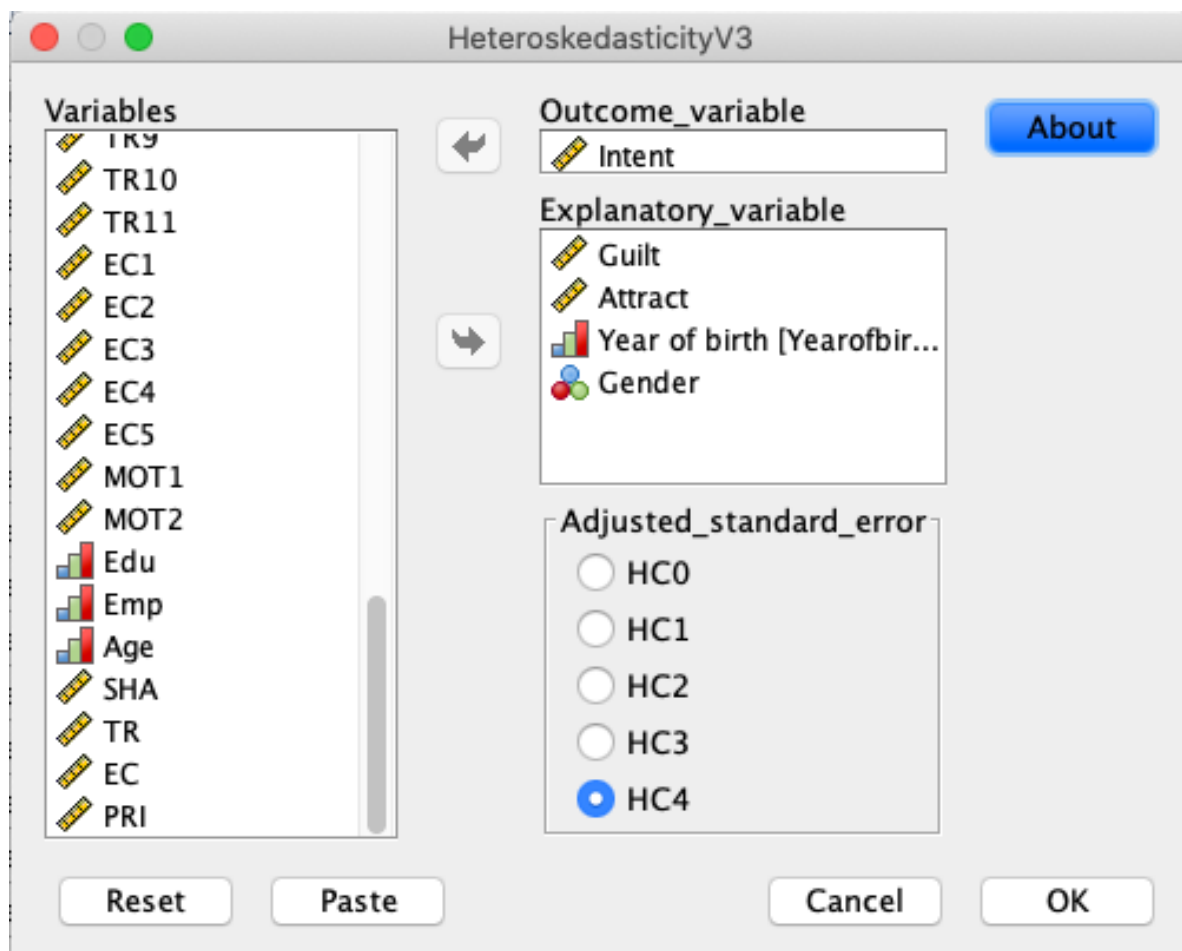 HeteroskedasticityV3
Variables
TR9
TR10
TR11
EC1
EC2
EC3
EC4
EC5
MOT1
MOT2
Edu
Emp
Age
SHA
TR
EC
PRI
Outcome_variable
Intent
Explanatory_variable
Guilt
Attract
Year of birth [Yearofbir...
Gender
Adjusted_standard_error
HC0
HC1
HC2
HC3
HC4
About
Reset
Paste
Cancel
OK